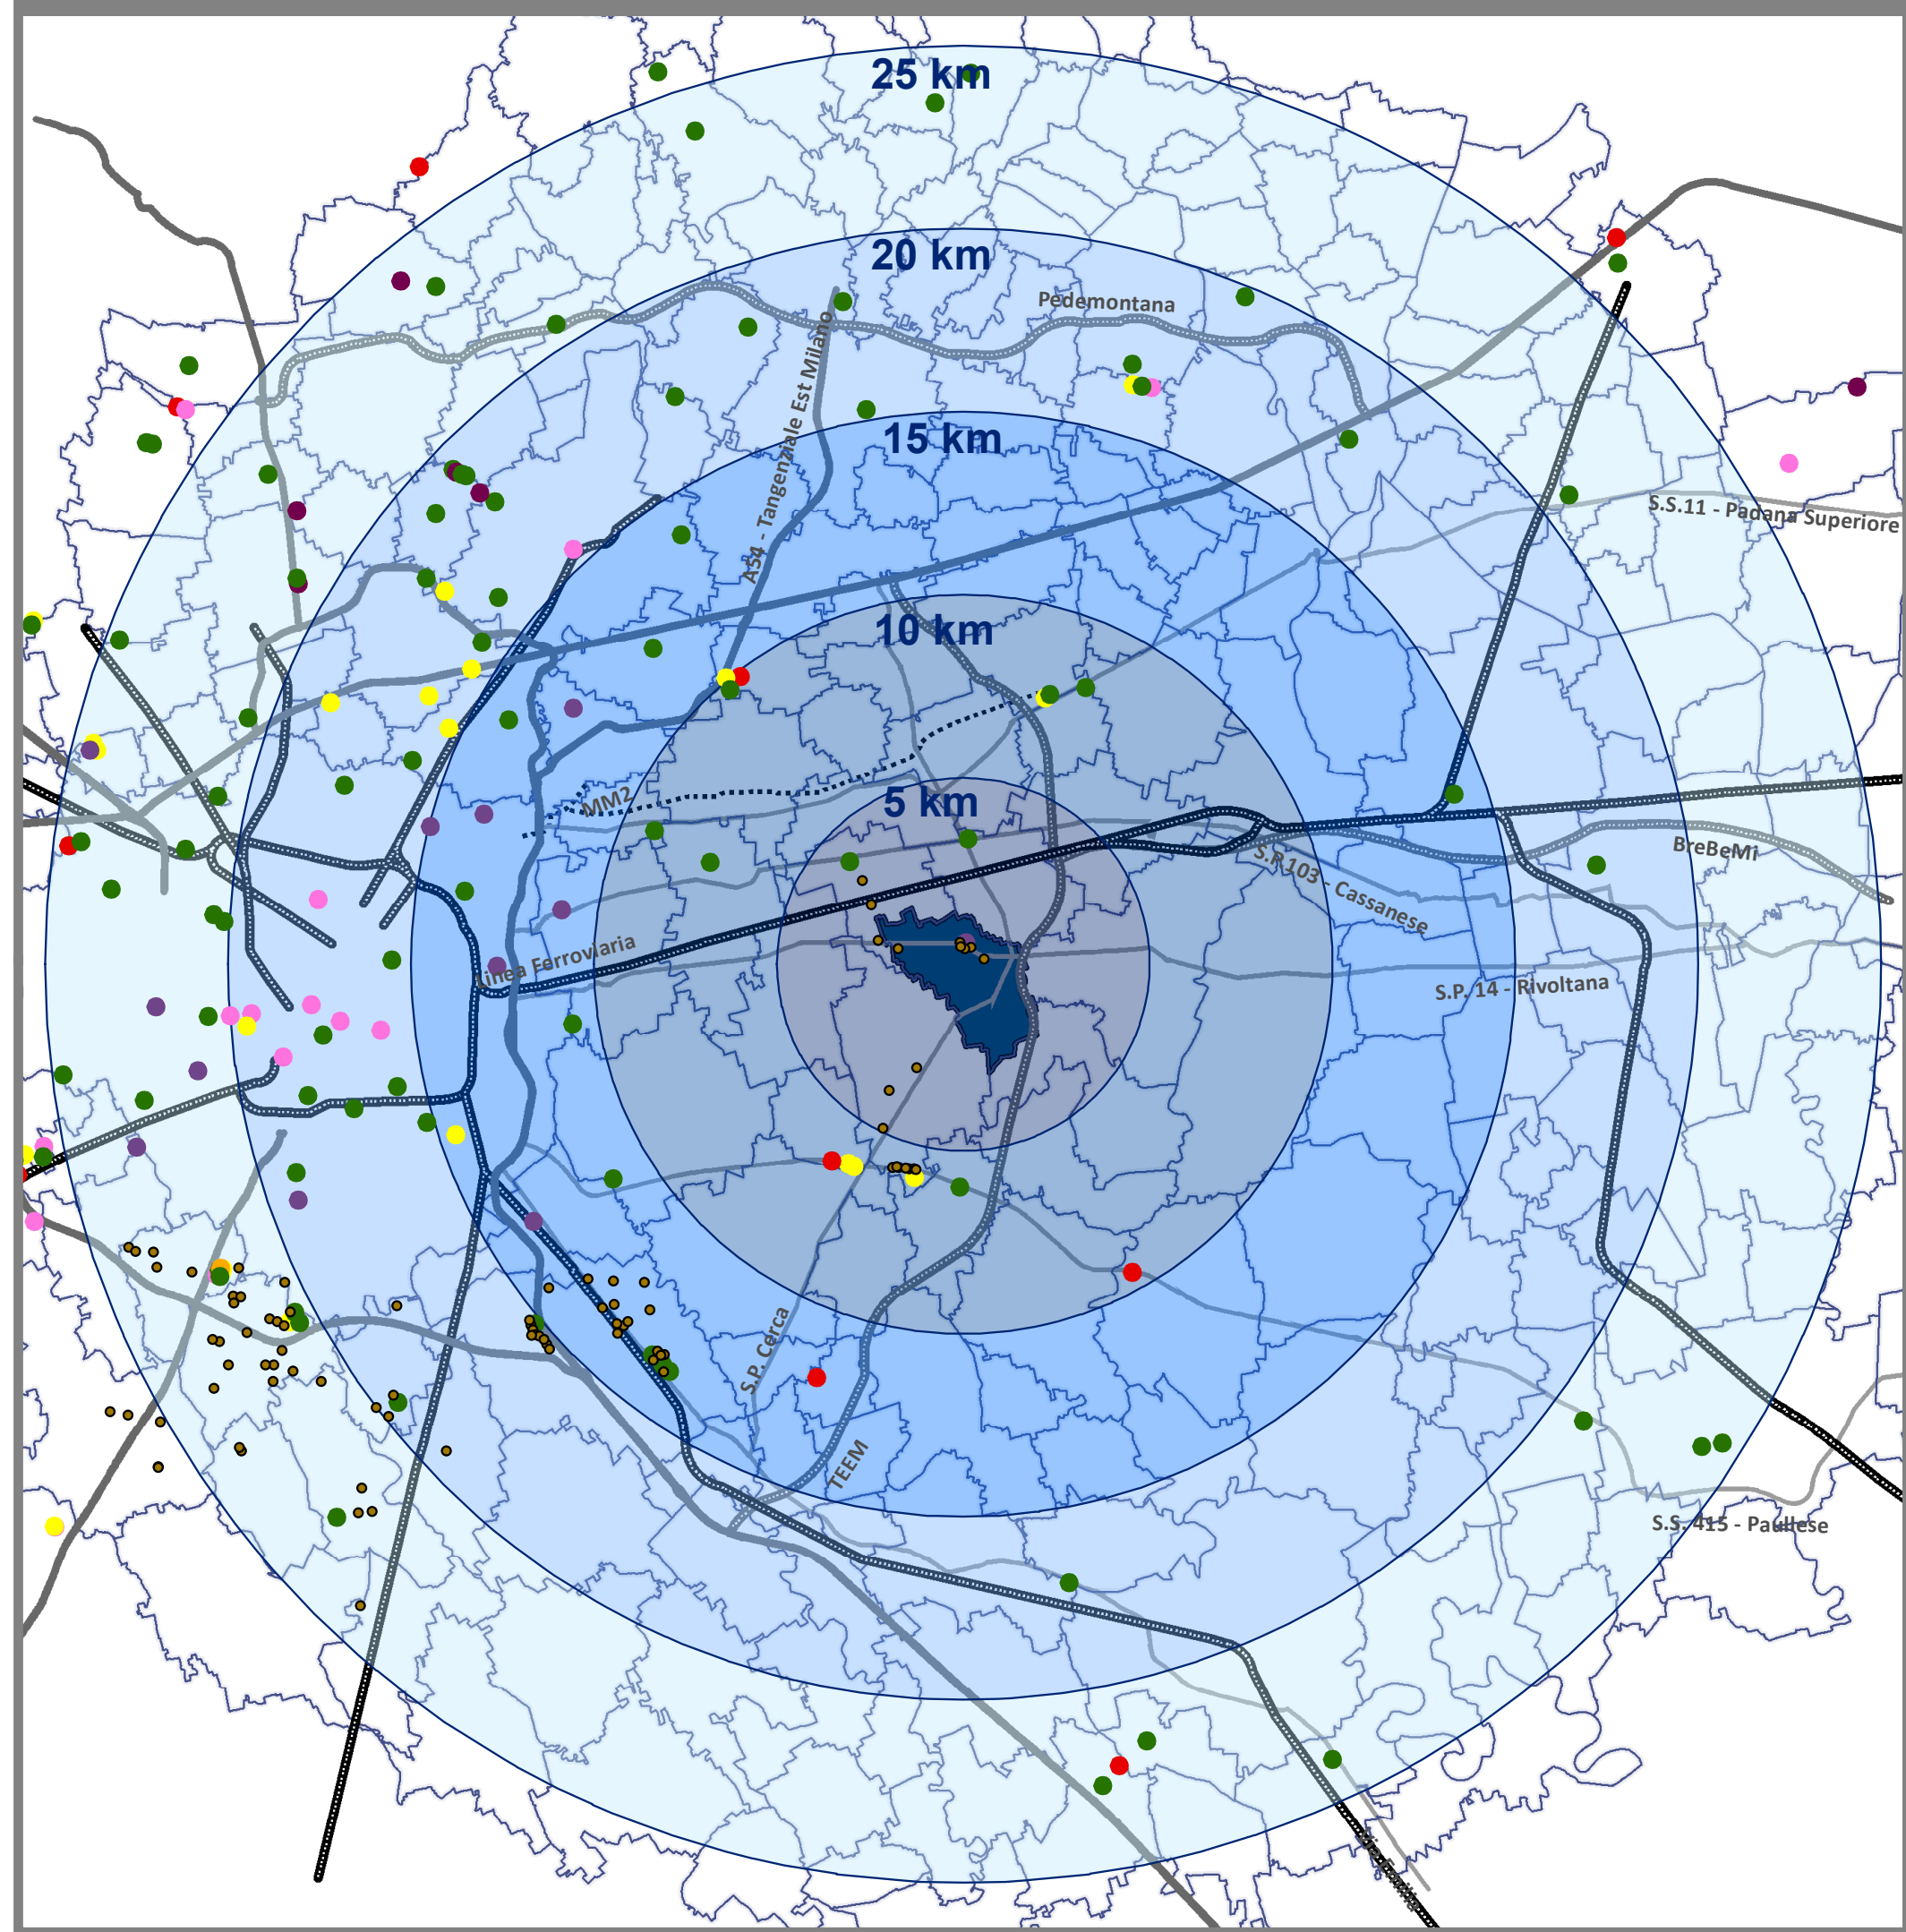 25 km
20 km
Pedemontana
A54 - Tangenziale Est Milano
15 km
S.S.11 - Padana Superiore
10 km
MM2
5 km
S.R.103 - Cassanese
BreBeMi
Linea Ferroviaria
S.P. 14 - Rivoltana
S.P. Cerca
TEEM
S.S. 415 - Paullese